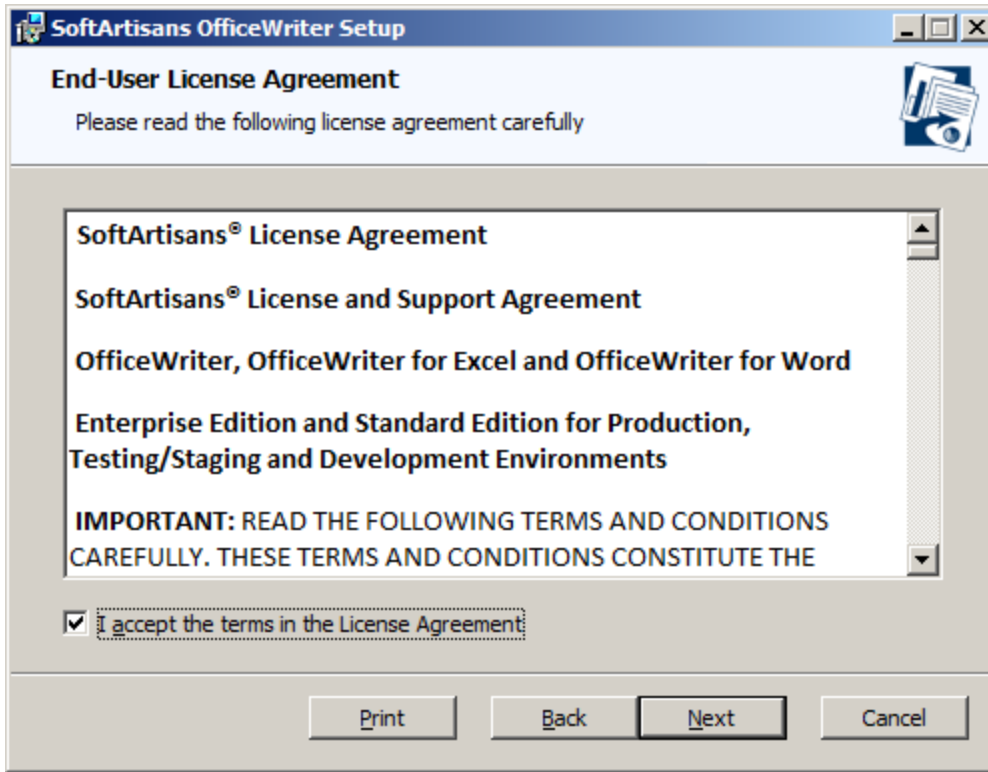 SoftArtisans OfficeWriter Setup
End-User License Agreement
Please read the following license agreement carefully
SoftArtisans® License Agreement
SoftArtisans® License and Support Agreement
OfficeWriter, OfficeWriter for Excel and OfficeWriter for Word
Enterprise Edition and Standard Edition for Production,
Testing/Staging and Development Environments
IMPORTANT: READ THE FOLLOWING TERMS AND CONDITIONS
CAREFULLY. THESE TERMS AND CONDITIONS CONSTITUTE THE
I accept the terms in the License Agreement
Print Back Next Cancel